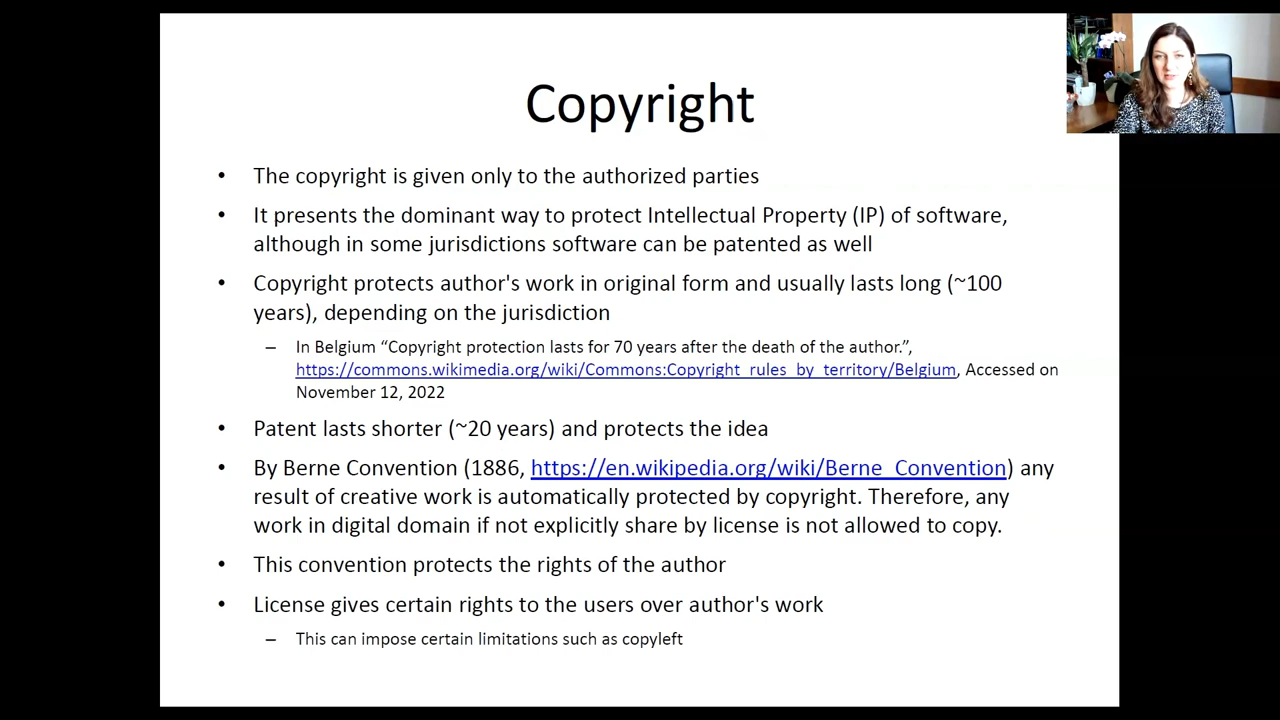 Copyright
• The copyright is given only to the authorized parties
• It presents the dominant way to protect Intellectual Property (IP) of software,
although in some jurisdictions software can be patented as well
• Copyright protects author's work in original form and usually lasts long (~100
years), depending on the jurisdiction
– In Belgium “Copyright protection lasts for 70 years after the death of the author.”,
https://commons.wikimedia.org/wiki/Commons:Copyright_rules_by_territory/Belgium, Accessed on
November 12, 2022
• Patent lasts shorter (~20 years) and protects the idea
• By Berne Convention (1886, https://en.wikipedia.org/wiki/Berne_Convention) any
result of creative work is automatically protected by copyright. Therefore, any
work in digital domain if not explicitly share by license is not allowed to copy.
• This convention protects the rights of the author
• License gives certain rights to the users over author's work
– This can impose certain limitations such as copyleft